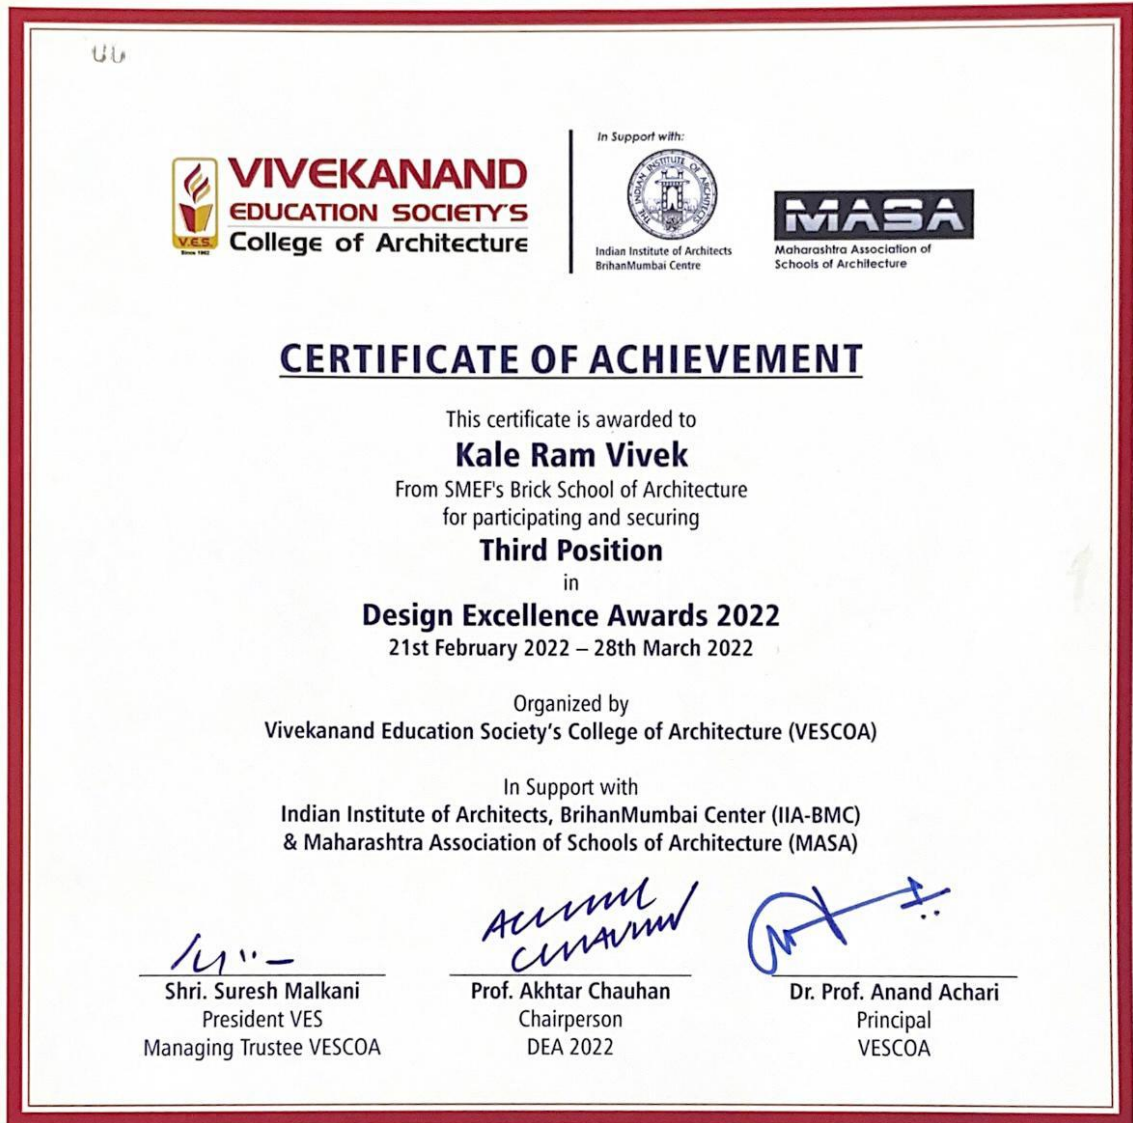 VIVEKANAND
EDUCATION SOCIETY'S
College of Architecture
V.E.S.
Since 1962
In Support with:
THE INDIAN INSTITUTE OF ARCHITECTS
Indian Institute of Architects
BrihanMumbai Centre
MASA
Maharashtra Association of
Schools of Architecture
CERTIFICATE OF ACHIEVEMENT
This certificate is awarded to
Kale Ram Vivek
From SMEF's Brick School of Architecture
for participating and securing
Third Position
in
Design Excellence Awards 2022
21st February 2022 – 28th March 2022
Organized by
Vivekanand Education Society's College of Architecture (VESCOA)
In Support with
Indian Institute of Architects, BrihanMumbai Center (IIA-BMC)
& Maharashtra Association of Schools of Architecture (MASA)
Shri. Suresh Malkani
President VES
Managing Trustee VESCOA
Prof. Akhtar Chauhan
Chairperson
DEA 2022
Dr. Prof. Anand Achari
Principal
VESCOA